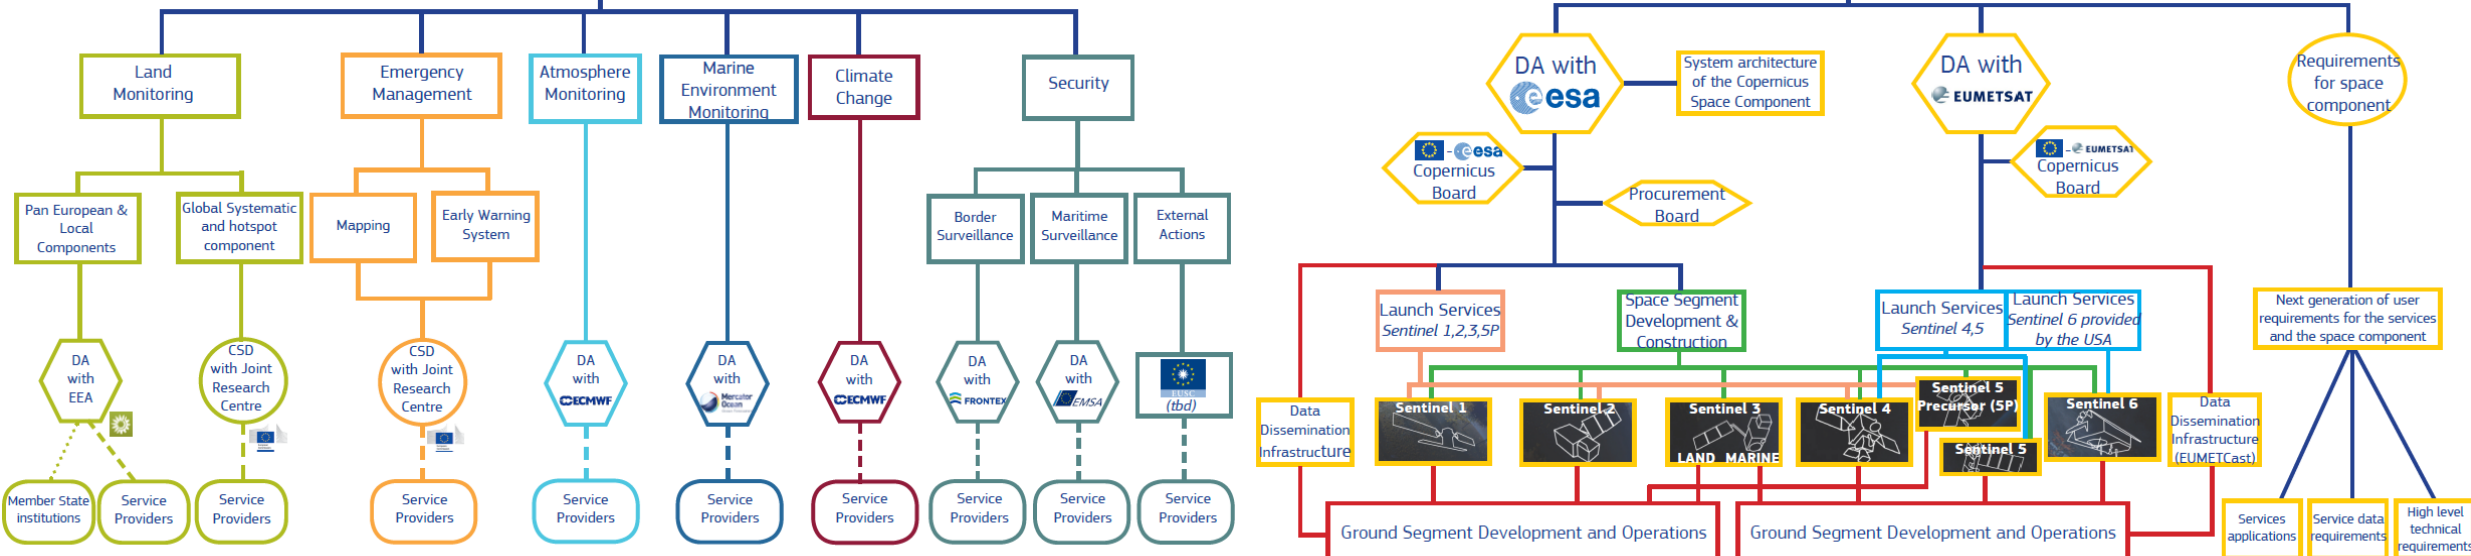 Land
Monitoring
Emergency
Management
Atmosphere
Monitoring
Marine
Environment
Monitoring
Climate
Change
Security
Pan European &
Local
Components
Global Systematic
and hotspot
component
Mapping
Early Warning
System
Border
Surveillance
Maritime
Surveillance
External
Actions
DA
with
EEA
CSD
with Joint
Research
Centre
CSD
with Joint
Research
Centre
DA
with
ECMWF
DA
with
Mercator
Ocean
DA
with
ECMWF
DA
with
FRONTEX
DA
with
EMSA
EUSC
(tbd)
Member State
institutions
Service
Providers
Service
Providers
Service
Providers
Service
Providers
Service
Providers
Service
Providers
Service
Providers
Service
Providers
Service
Providers
DA with
esa
System architecture
of the Copernicus
Space Component
DA with
EUMETSAT
Requirements
for space
component
- esa
Copernicus
Board
Procurement
Board
- EUMETSAT
Copernicus
Board
Launch Services
Sentinel 1,2,3,5P
Space Segment
Development &
Construction
Launch Services
Sentinel 4,5
Launch Services
Sentinel 6 provided
by the USA
Next generation of user
requirements for the services
and the space component
Data
Dissemination
Infrastructure
Sentinel 1
Sentinel 2
Sentinel 3
LAND MARINE
Sentinel 4
Sentinel 5
Precursor (5P)
Sentinel 5
Sentinel 6
Data
Dissemination
Infrastructure
(EUMETCast)
Ground Segment Development and Operations
Ground Segment Development and Operations
Services
applications
Service data
requirements
High level
technical
requirements